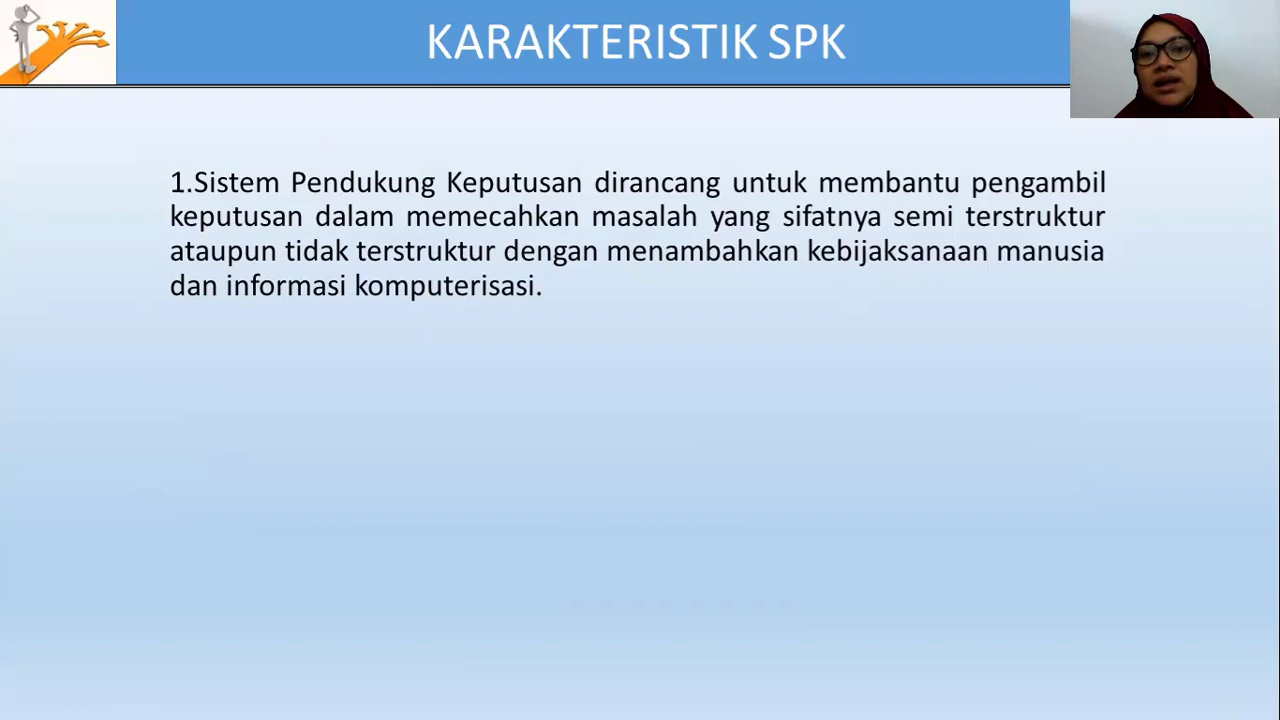 KARAKTERISTIK SPK
1.Sistem Pendukung Keputusan dirancang untuk membantu pengambil
keputusan dalam memecahkan masalah yang sifatnya semi terstruktur
ataupun tidak terstruktur dengan menambahkan kebijaksanaan manusia
dan informasi komputerisasi.